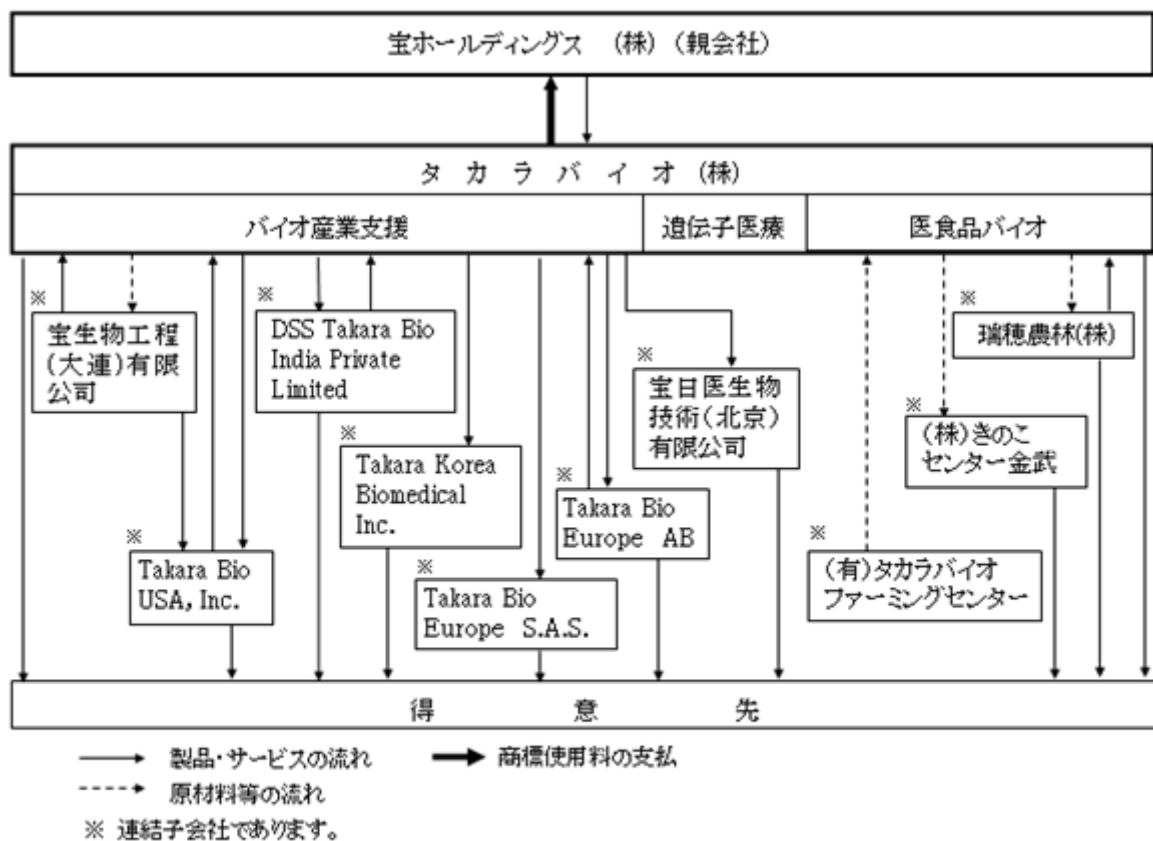 宝ホールディングス （株）（親会社）
タ カ ラ バ イ オ （株）
バイオ産業支援
遺伝子医療
医食品バイオ
※
宝生物工程
（大連）有限
公司
※
DSS Takara Bio
India Private
Limited
※
瑞穂農林(株)
※
宝日医生物
技術（北京）
有限公司
※
（株）きのこ
センター金武
※
Takara Korea
Biomedical
Inc.
※
Takara Bio
Europe AB
※
Takara Bio
USA, Inc.
※
（有）タカラバイオ
ファーミングセンター
※
Takara Bio
Europe S.A.S.
得 意 先
製品・サービスの流れ
商標使用料の支払
原材料等の流れ
※ 連結子会社であります。